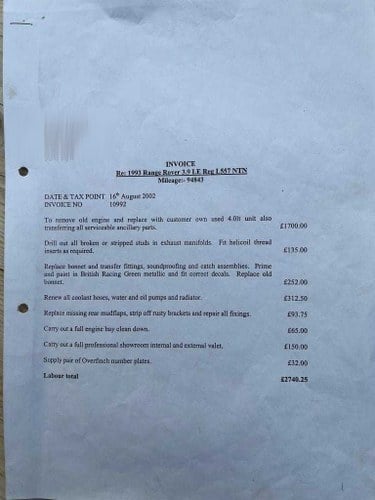 INVOICE
Re: 1993 Range Rover 3.9 LE Reg L557 NTN
Mileage:- 94843
DATE & TAX POINT 16th August 2002
INVOICE NO 10992
To remove old engine and replace with customer own used 4.0lt unit also
transferring all serviceable ancillary parts. £1700.00
Drill out all broken or stripped studs in exhaust manifolds. Fit helicoil thread
inserts as required. £135.00
Replace bonnet and transfer fittings, soundproofing and catch assemblies. Prime
and paint in British Racing Green metallic and fit correct decals. Replace old
bonnet. £252.00
Renew all coolant hoses, water and oil pumps and radiator. £312.50
Replace missing rear mudflaps, strip off rusty brackets and repair all fixings. £93.75
Carry out a full engine bay clean down. £65.00
Carry out a full professional showroom internal and external valet. £150.00
Supply pair of Overfinch number plates. £32.00
Labour total £2740.25